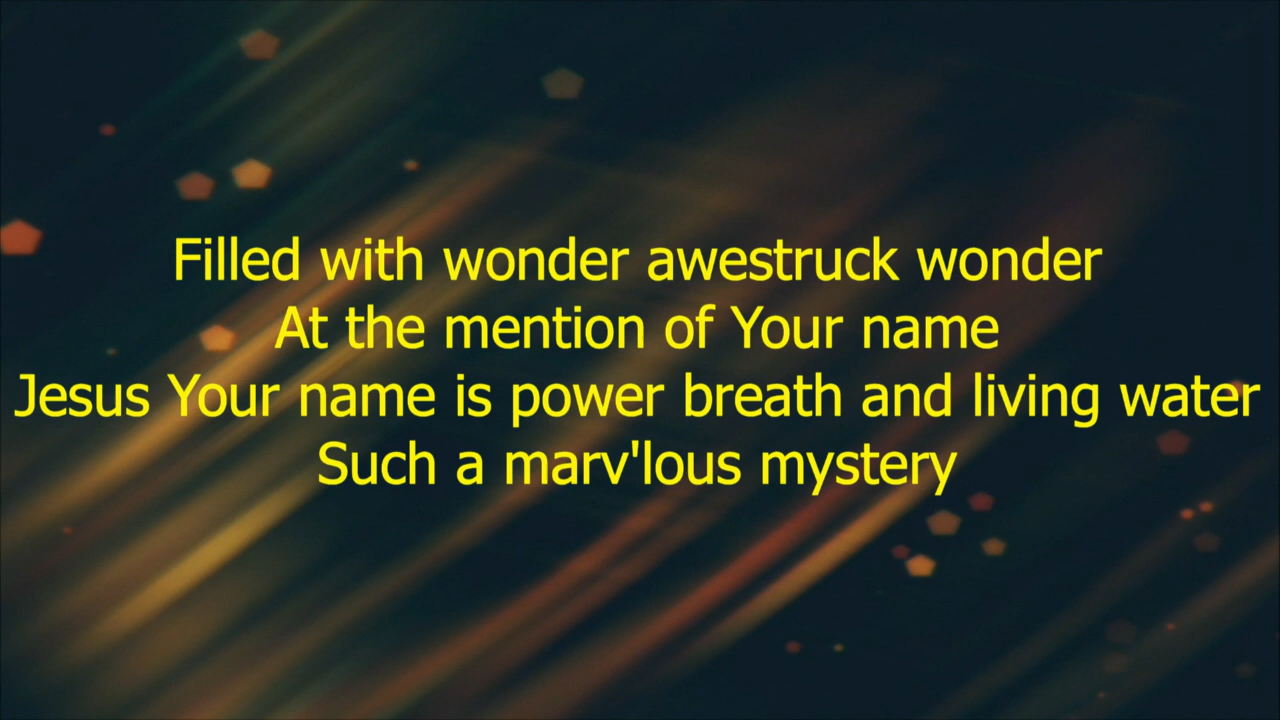 Filled with wonder awestruck wonder
At the mention of Your name
Jesus Your name is power breath and living water
Such a marv'lous mystery